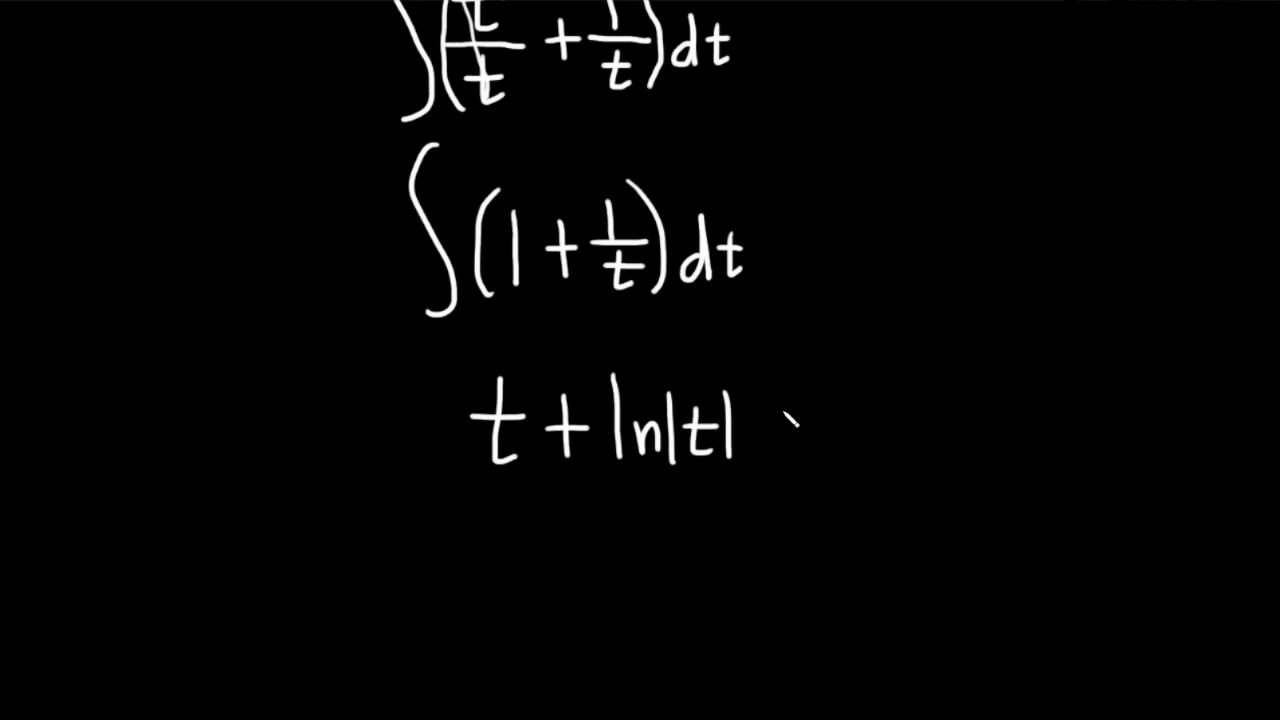 ∫(t/t + 1/t)dt
∫(1 + 1/t)dt
t + ln|t|